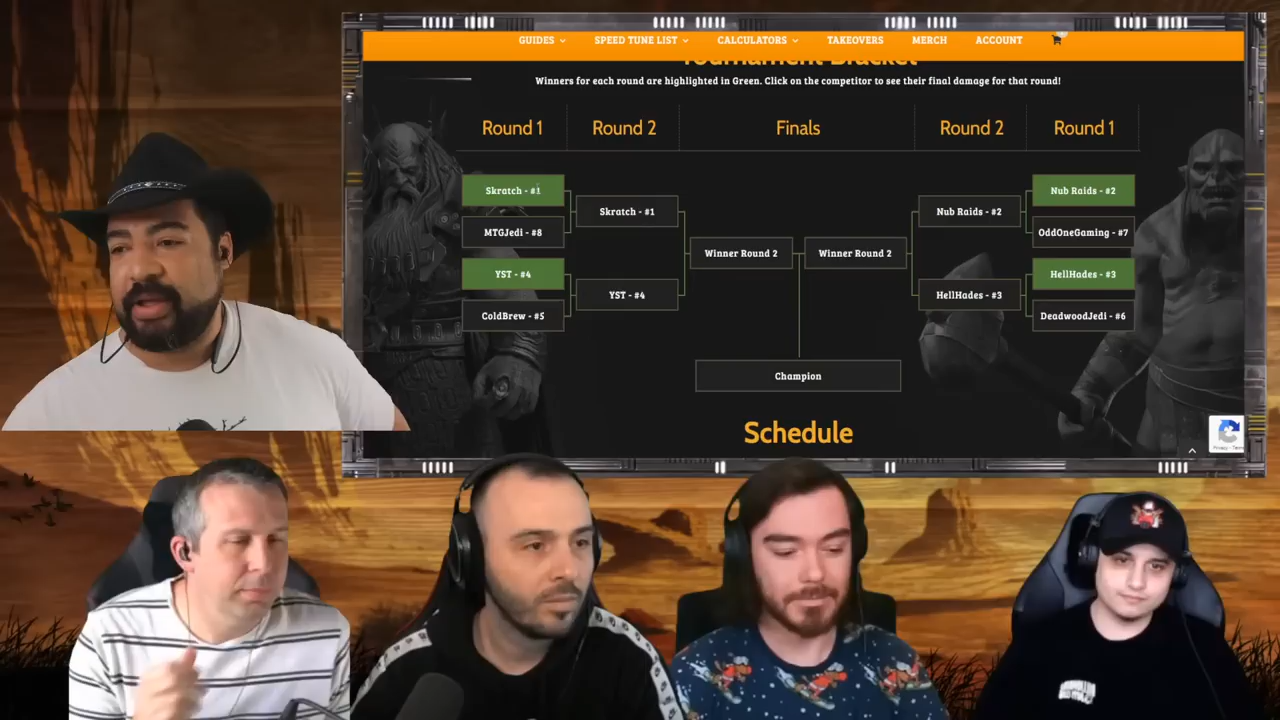 GUIDES SPEED TUNE LIST CALCULATORS TAKEOVERS MERCH ACCOUNT
Tournament Bracket
Winners for each round are highlighted in Green. Click on the competitor to see their final damage for that round!
Round 1 Round 2 Finals Round 2 Round 1
Skratch - #1 Nub Raids - #2
Skratch - #1 Nub Raids - #2
MTGJedi - #8 OddOneGaming - #7
Winner Round 2 Winner Round 2
YST - #4 HellHades - #3
YST - #4 HellHades - #3
ColdBrew - #5 DeadwoodJedi - #6
Champion
Schedule